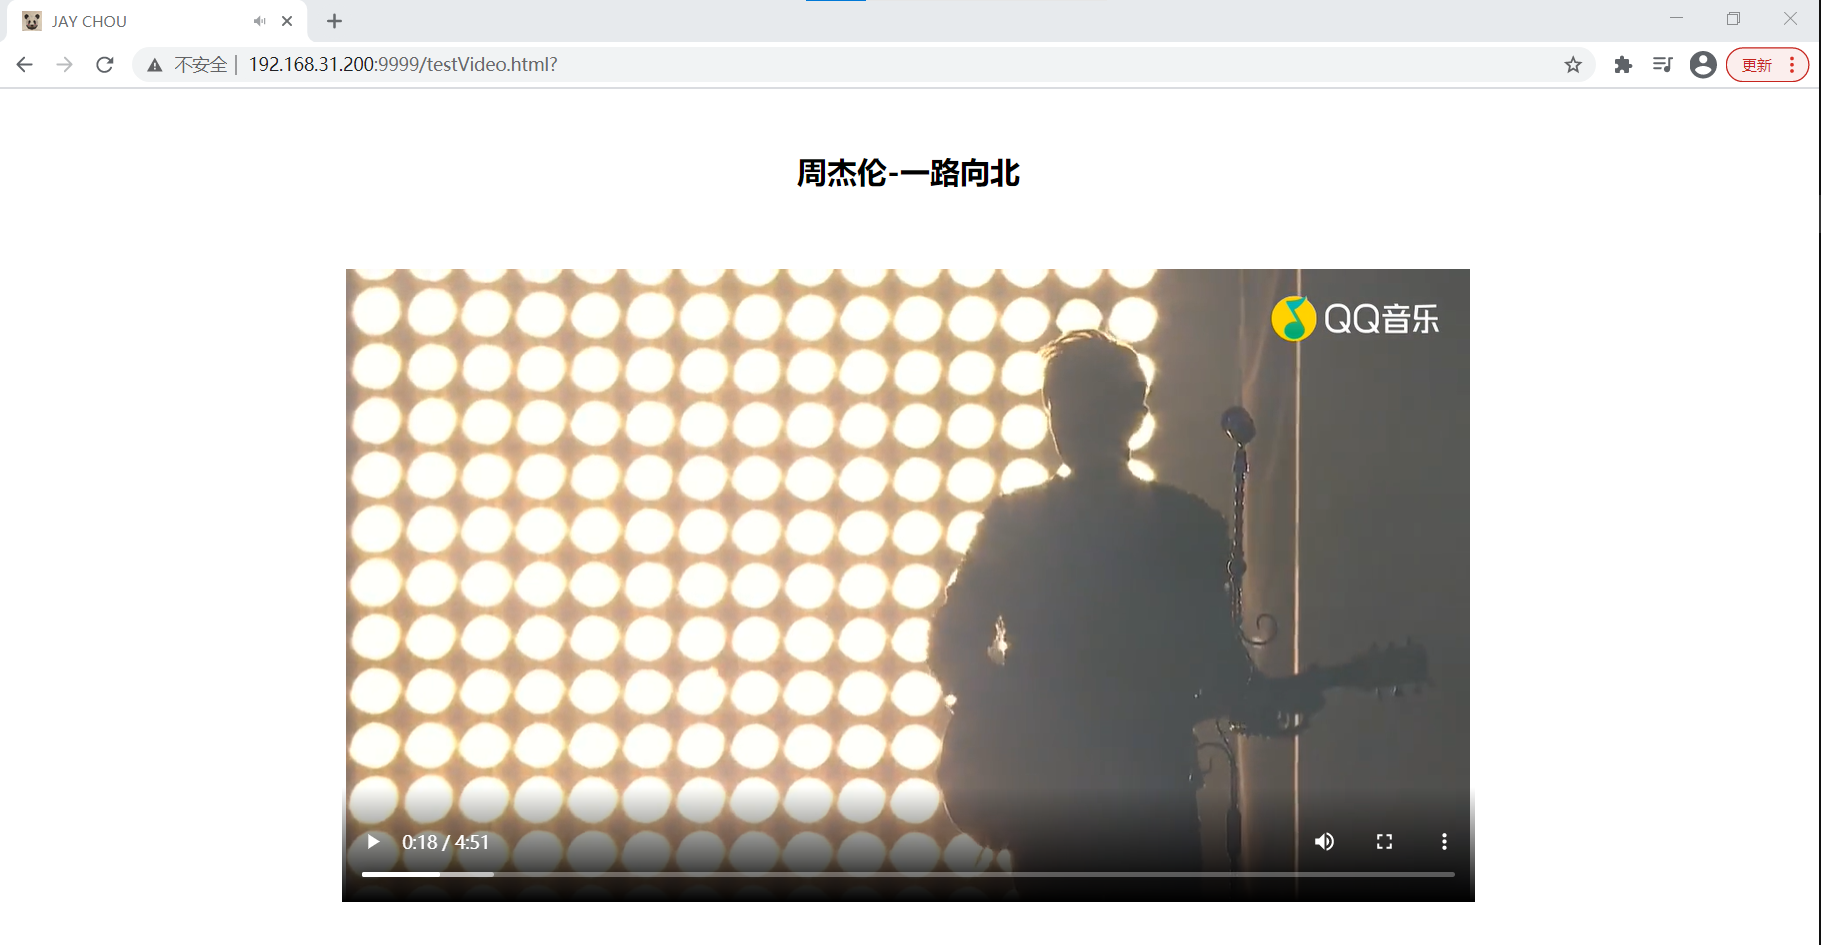 JAY CHOU
不安全 | 192.168.31.200:9999/testVideo.html?
更新
周杰伦-一路向北
QQ音乐
0:18 / 4:51